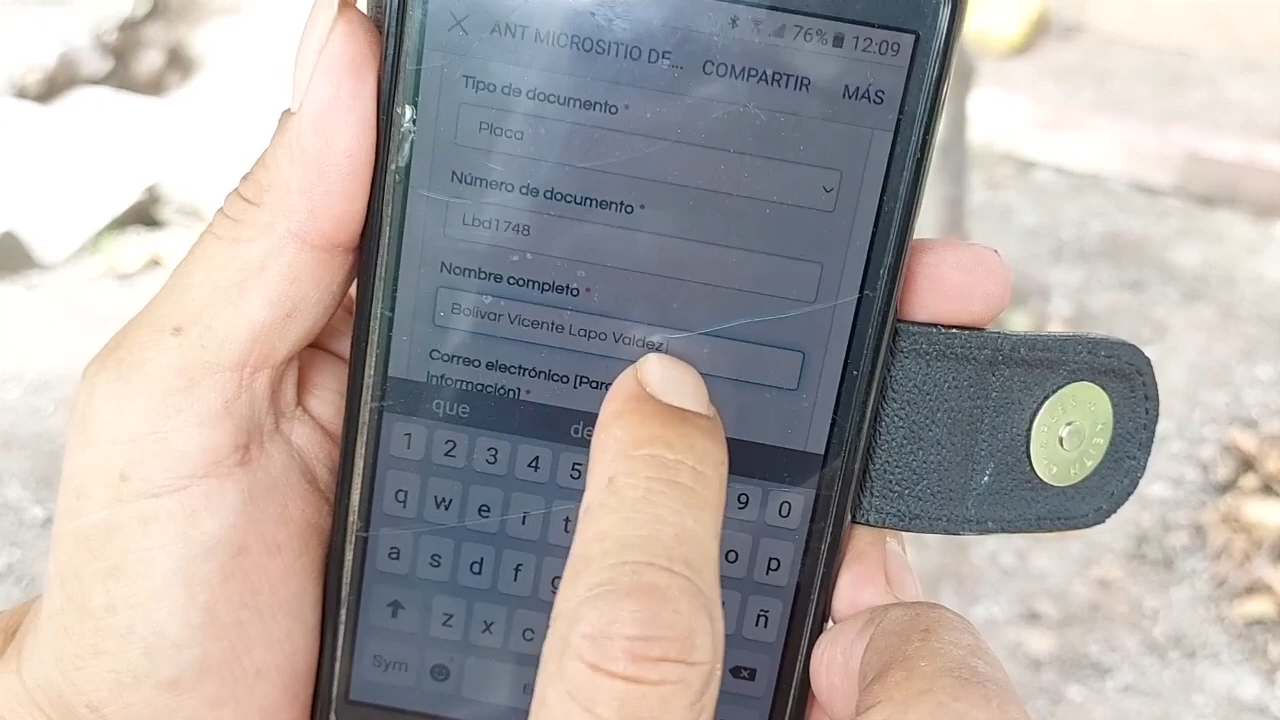 76% 12:09
ANT MICROSITIO DE... COMPARTIR MÁS
Tipo de documento *
Placa
Número de documento *
Lbd1748
Nombre completo *
Bolivar Vicente Lapo Valdez
Correo electrónico [Para
Información] *
que
1 2 3 4 5 9 0
q w e r t o p
a s d f g ñ
z x c
Sym